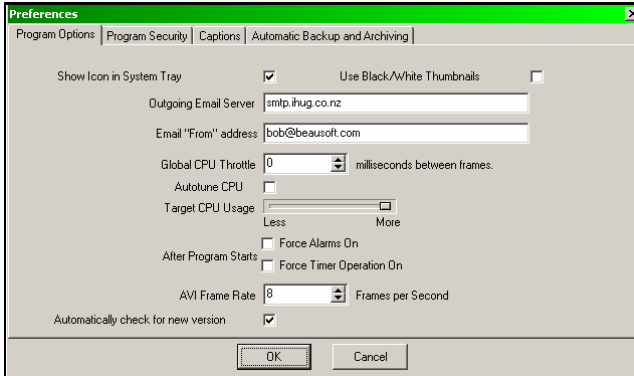 Preferences
Program Options Program Security Captions Automatic Backup and Archiving
Show Icon in System Tray Use Black/White Thumbnails
Outgoing Email Server smtp.ihug.co.nz
Email "From" address bob@beausoft.com
Global CPU Throttle 0 milliseconds between frames.
Autotune CPU
Target CPU Usage
Less More
After Program Starts Force Alarms On
Force Timer Operation On
AVI Frame Rate 8 Frames per Second
Automatically check for new version
OK Cancel